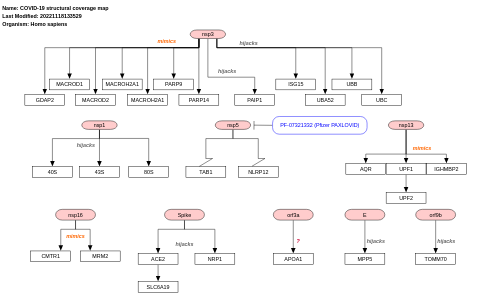 Name: COVID-19 structural coverage map
Last Modified: 20221118133529
Organism: Homo sapiens
nsp3
mimics
hijacks
hijacks
MACROD1
MACROH2A1
PARP9
ISG15
UBB
GDAP2
MACROD2
MACROH2A1
PARP14
PAIP1
UBA52
UBC
nsp1
nsp5
PF-07321332 (Pfizer PAXLOVID)
nsp13
hijacks
mimics
40S
43S
80S
TAB1
NLRP12
AQR
UPF1
IGHMBP2
UPF2
nsp16
Spike
orf3a
E
orf9b
mimics
hijacks
?
hijacks
hijacks
CMTR1
MRM2
ACE2
NRP1
APOA1
MPP5
TOMM70
SLC6A19